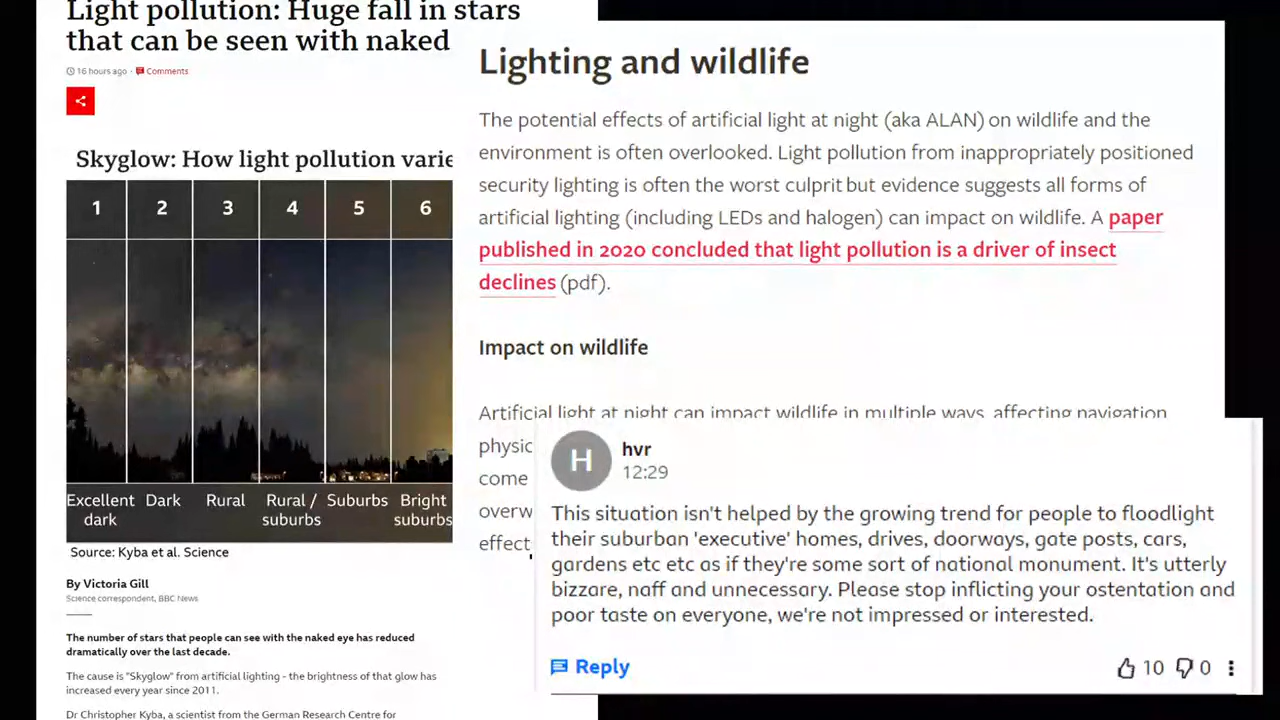 Light pollution: Huge fall in stars
that can be seen with naked
16 hours ago · Comments
Skyglow: How light pollution varie
1 2 3 4 5 6
Excellent dark
Dark
Rural
Rural / suburbs
Suburbs
Bright suburbs
Source: Kyba et al. Science
By Victoria Gill
Science correspondent, BBC News
The number of stars that people can see with the naked eye has reduced
dramatically over the last decade.
The cause is "Skyglow" from artificial lighting - the brightness of that glow has
increased every year since 2011.
Dr Christopher Kyba, a scientist from the German Research Centre for
Lighting and wildlife
The potential effects of artificial light at night (aka ALAN) on wildlife and the
environment is often overlooked. Light pollution from inappropriately positioned
security lighting is often the worst culprit but evidence suggests all forms of
artificial lighting (including LEDs and halogen) can impact on wildlife. A paper
published in 2020 concluded that light pollution is a driver of insect
declines (pdf).
Impact on wildlife
Artificial light at night can impact wildlife in multiple ways, affecting navigation,
physic
come
overw
effect
H
hvr
12:29
This situation isn't helped by the growing trend for people to floodlight
their suburban 'executive' homes, drives, doorways, gate posts, cars,
gardens etc etc as if they're some sort of national monument. It's utterly
bizzare, naff and unnecessary. Please stop inflicting your ostentation and
poor taste on everyone, we're not impressed or interested.
Reply
10 0